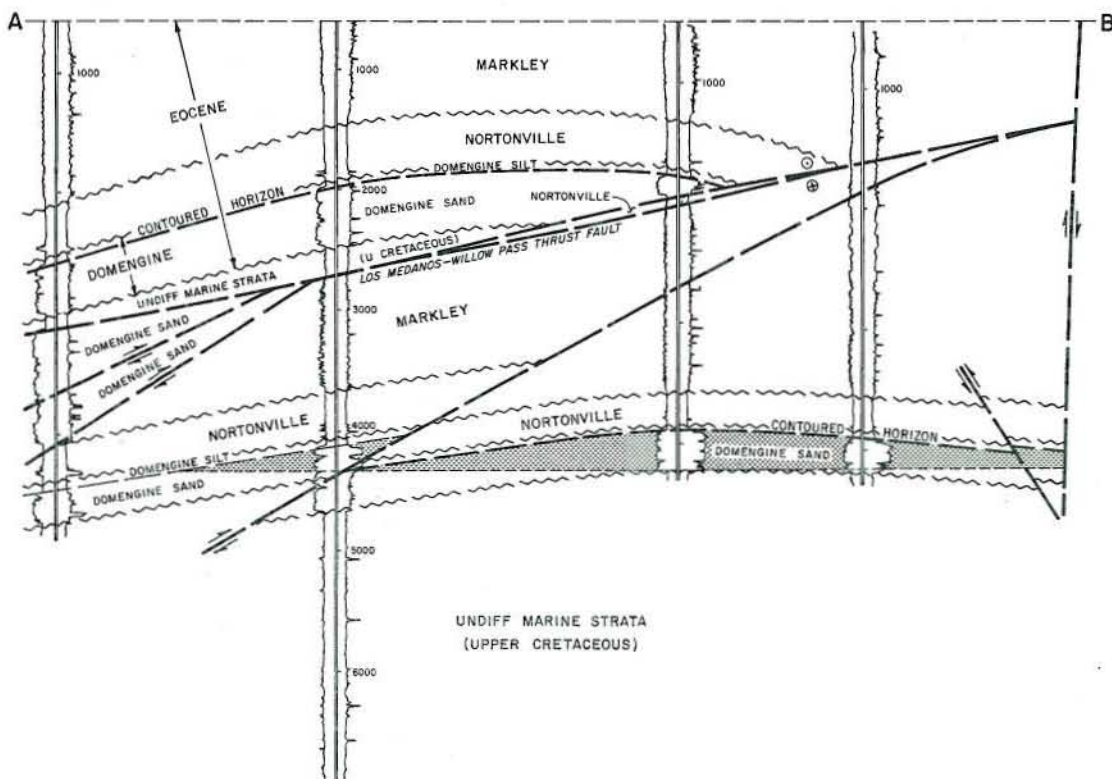 A
B
1000
1000
1000
1000
MARKLEY
EOCENE
NORTONVILLE
DOMENGINE SILT
2000
CONTOURED HORIZON
DOMENGINE SAND
NORTONVILLE
DOMENGINE
(U CRETACEOUS)
LOS MEDANOS-WILLOW PASS THRUST FAULT
UNDIFF MARINE STRATA
3000
MARKLEY
DOMENGINE SAND
DOMENGINE SAND
NORTONVILLE
4000
NORTONVILLE
CONTOURED HORIZON
DOMENGINE SILT
DOMENGINE SAND
DOMENGINE SAND
5000
UNDIFF MARINE STRATA
(UPPER CRETACEOUS)
6000